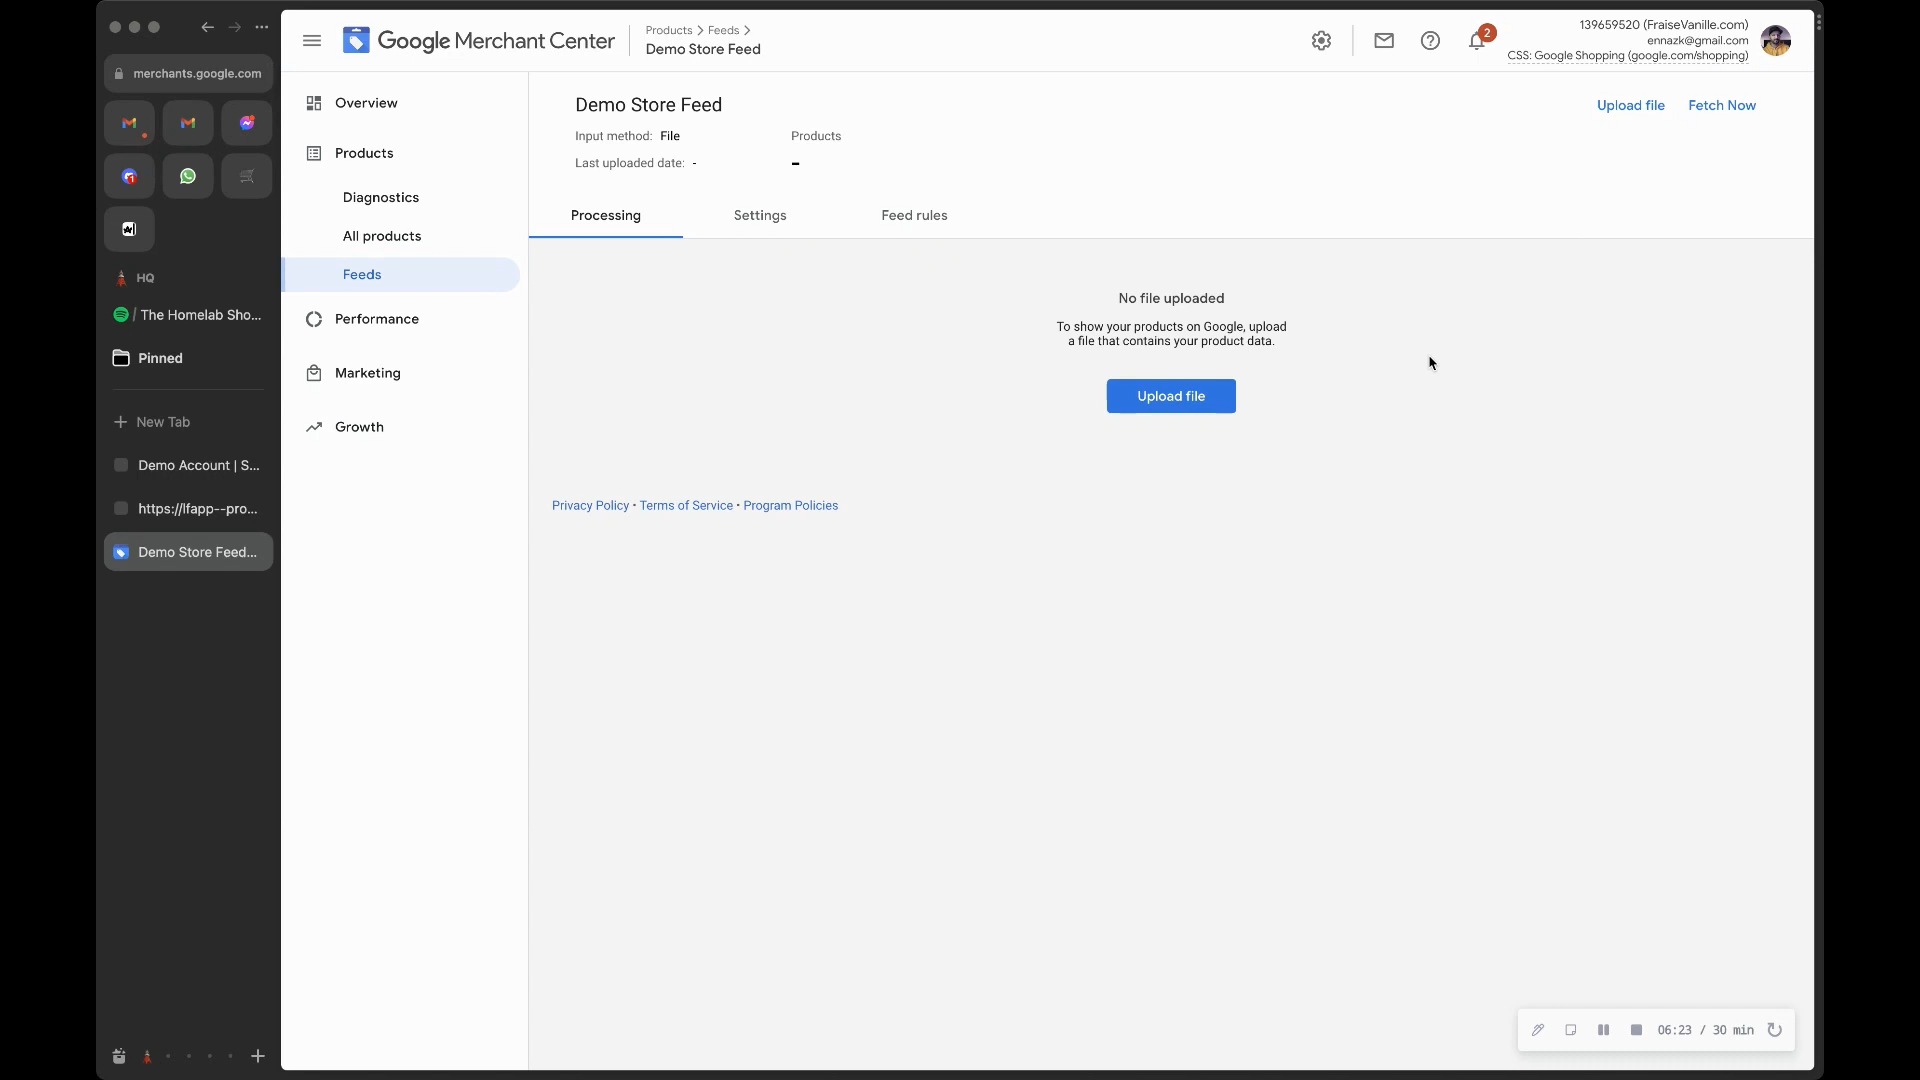 merchants.google.com
HQ
/ The Homelab Sho...
Pinned
New Tab
Demo Account | S...
https://lfapp--pro...
Demo Store Feed...
Google Merchant Center
Products > Feeds >
Demo Store Feed
2
139659520 (FraiseVanille.com)
ennazk@gmail.com
CSS: Google Shopping (google.com/shopping)
Overview
Products
Diagnostics
All products
Feeds
Performance
Marketing
Growth
Demo Store Feed
Upload file
Fetch Now
Input method: File
Products
Last uploaded date: -
-
Processing
Settings
Feed rules
No file uploaded
To show your products on Google, upload
a file that contains your product data.
Upload file
Privacy Policy • Terms of Service • Program Policies
06:23 / 30 min